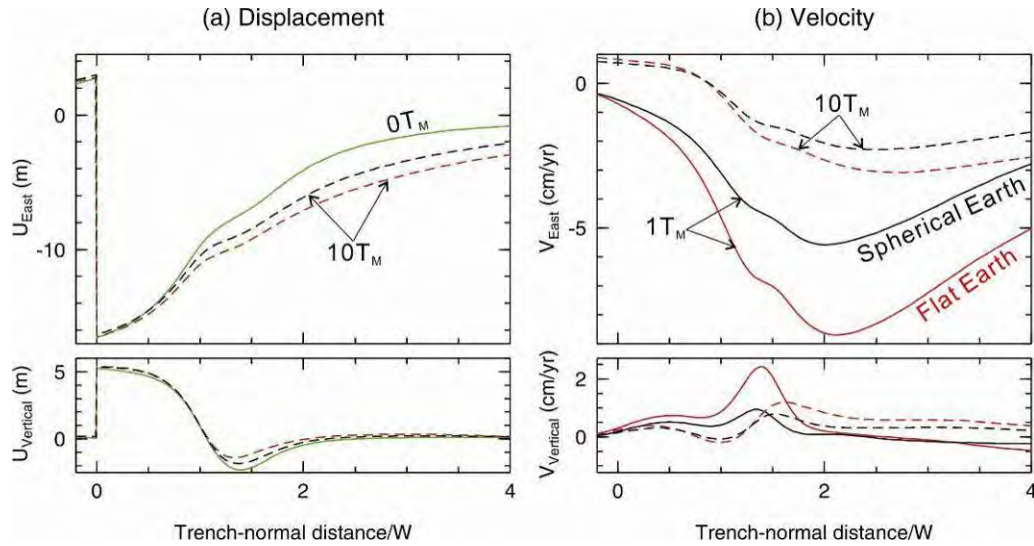 (a) Displacement
(b) Velocity
0
-10
U_East (m)
0T_M
10T_M
5
0
U_Vertical (m)
0
2
4
Trench-normal distance/W
0
-5
V_East (cm/yr)
10T_M
1T_M
Spherical Earth
Flat Earth
2
0
V_Vertical (cm/yr)
0
2
4
Trench-normal distance/W